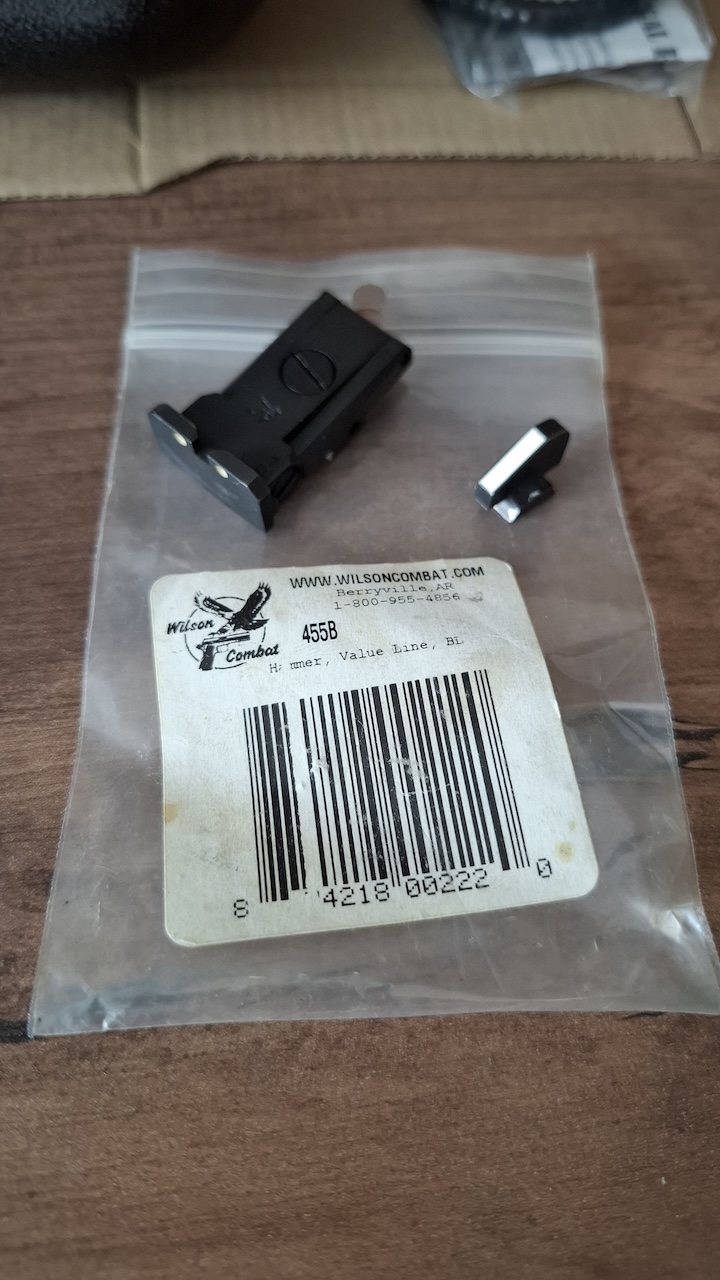 WWW.WILSONCOMBAT.COM
Berryville,AR
1-800-955-4856
Wilson
Combat
455B
Hammer, Value Line, BL
8 4218 00222 0